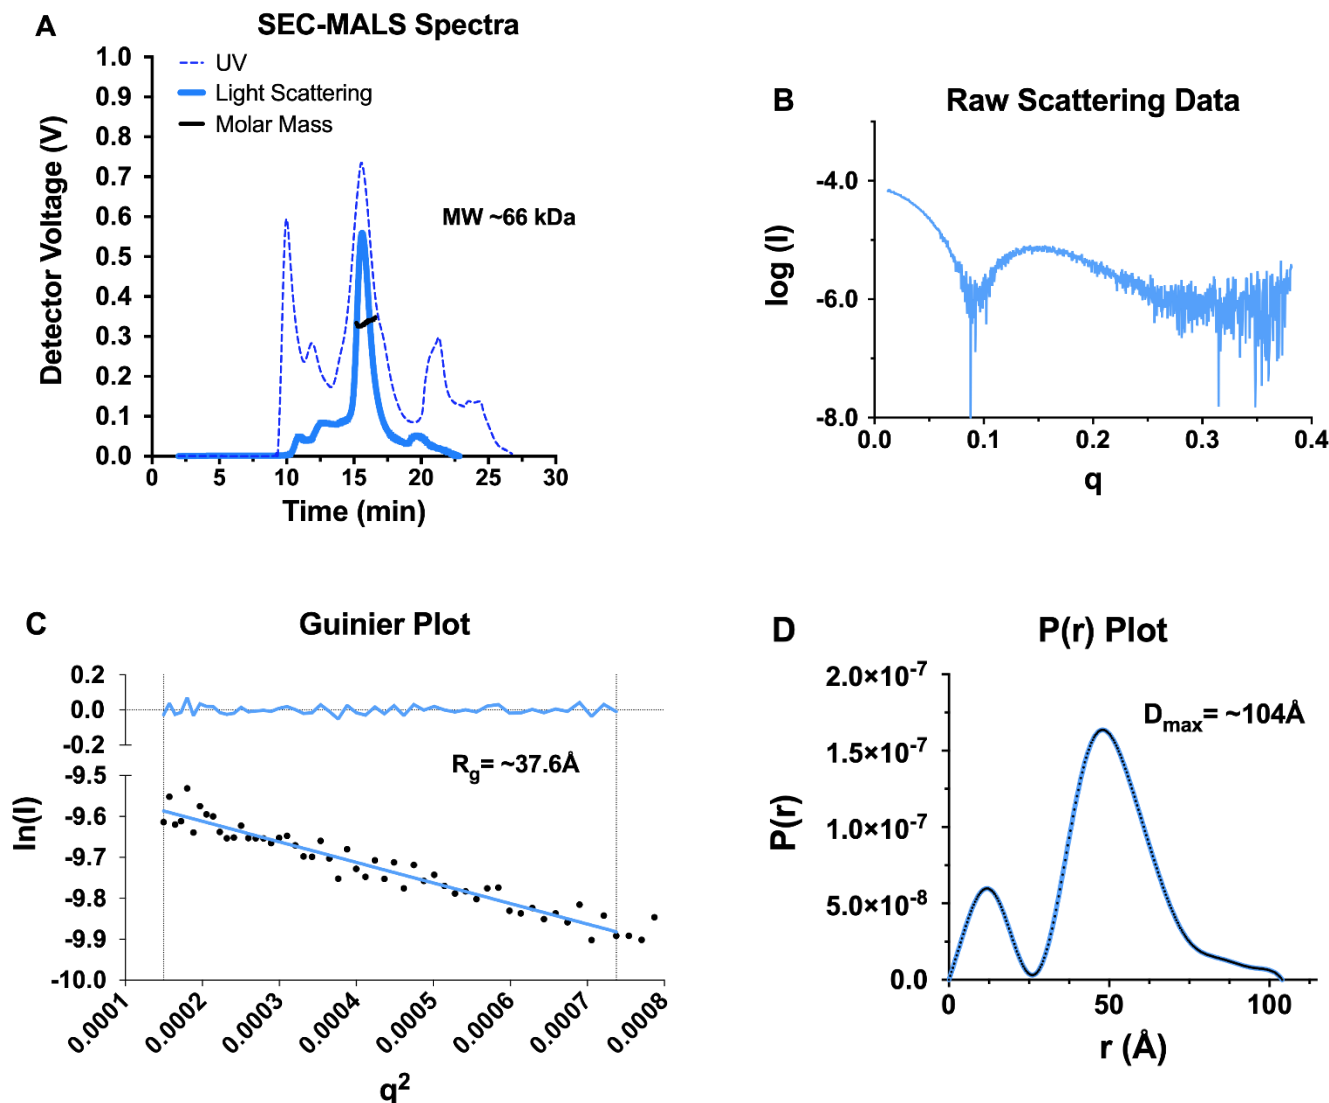 A
SEC-MALS Spectra
UV
Light Scattering
Molar Mass
MW ~66 kDa
Detector Voltage (V)
1.0
0.9
0.8
0.7
0.6
0.5
0.4
0.3
0.2
0.1
0.0
0 5 10 15 20 25 30
Time (min)
B
Raw Scattering Data
log (I)
-4.0
-6.0
-8.0
0.0 0.1 0.2 0.3 0.4
q
C
Guinier Plot
0.2
0.0
-0.2
Rg= ~37.6Å
ln(I)
-9.5
-9.6
-9.7
-9.8
-9.9
-10.0
0.0001 0.0002 0.0003 0.0004 0.0005 0.0006 0.0007 0.0008
q²
D
P(r) Plot
Dmax= ~104Å
P(r)
2.0×10⁻⁷
1.5×10⁻⁷
1.0×10⁻⁷
5.0×10⁻⁸
0.0
0 50 100
r (Å)